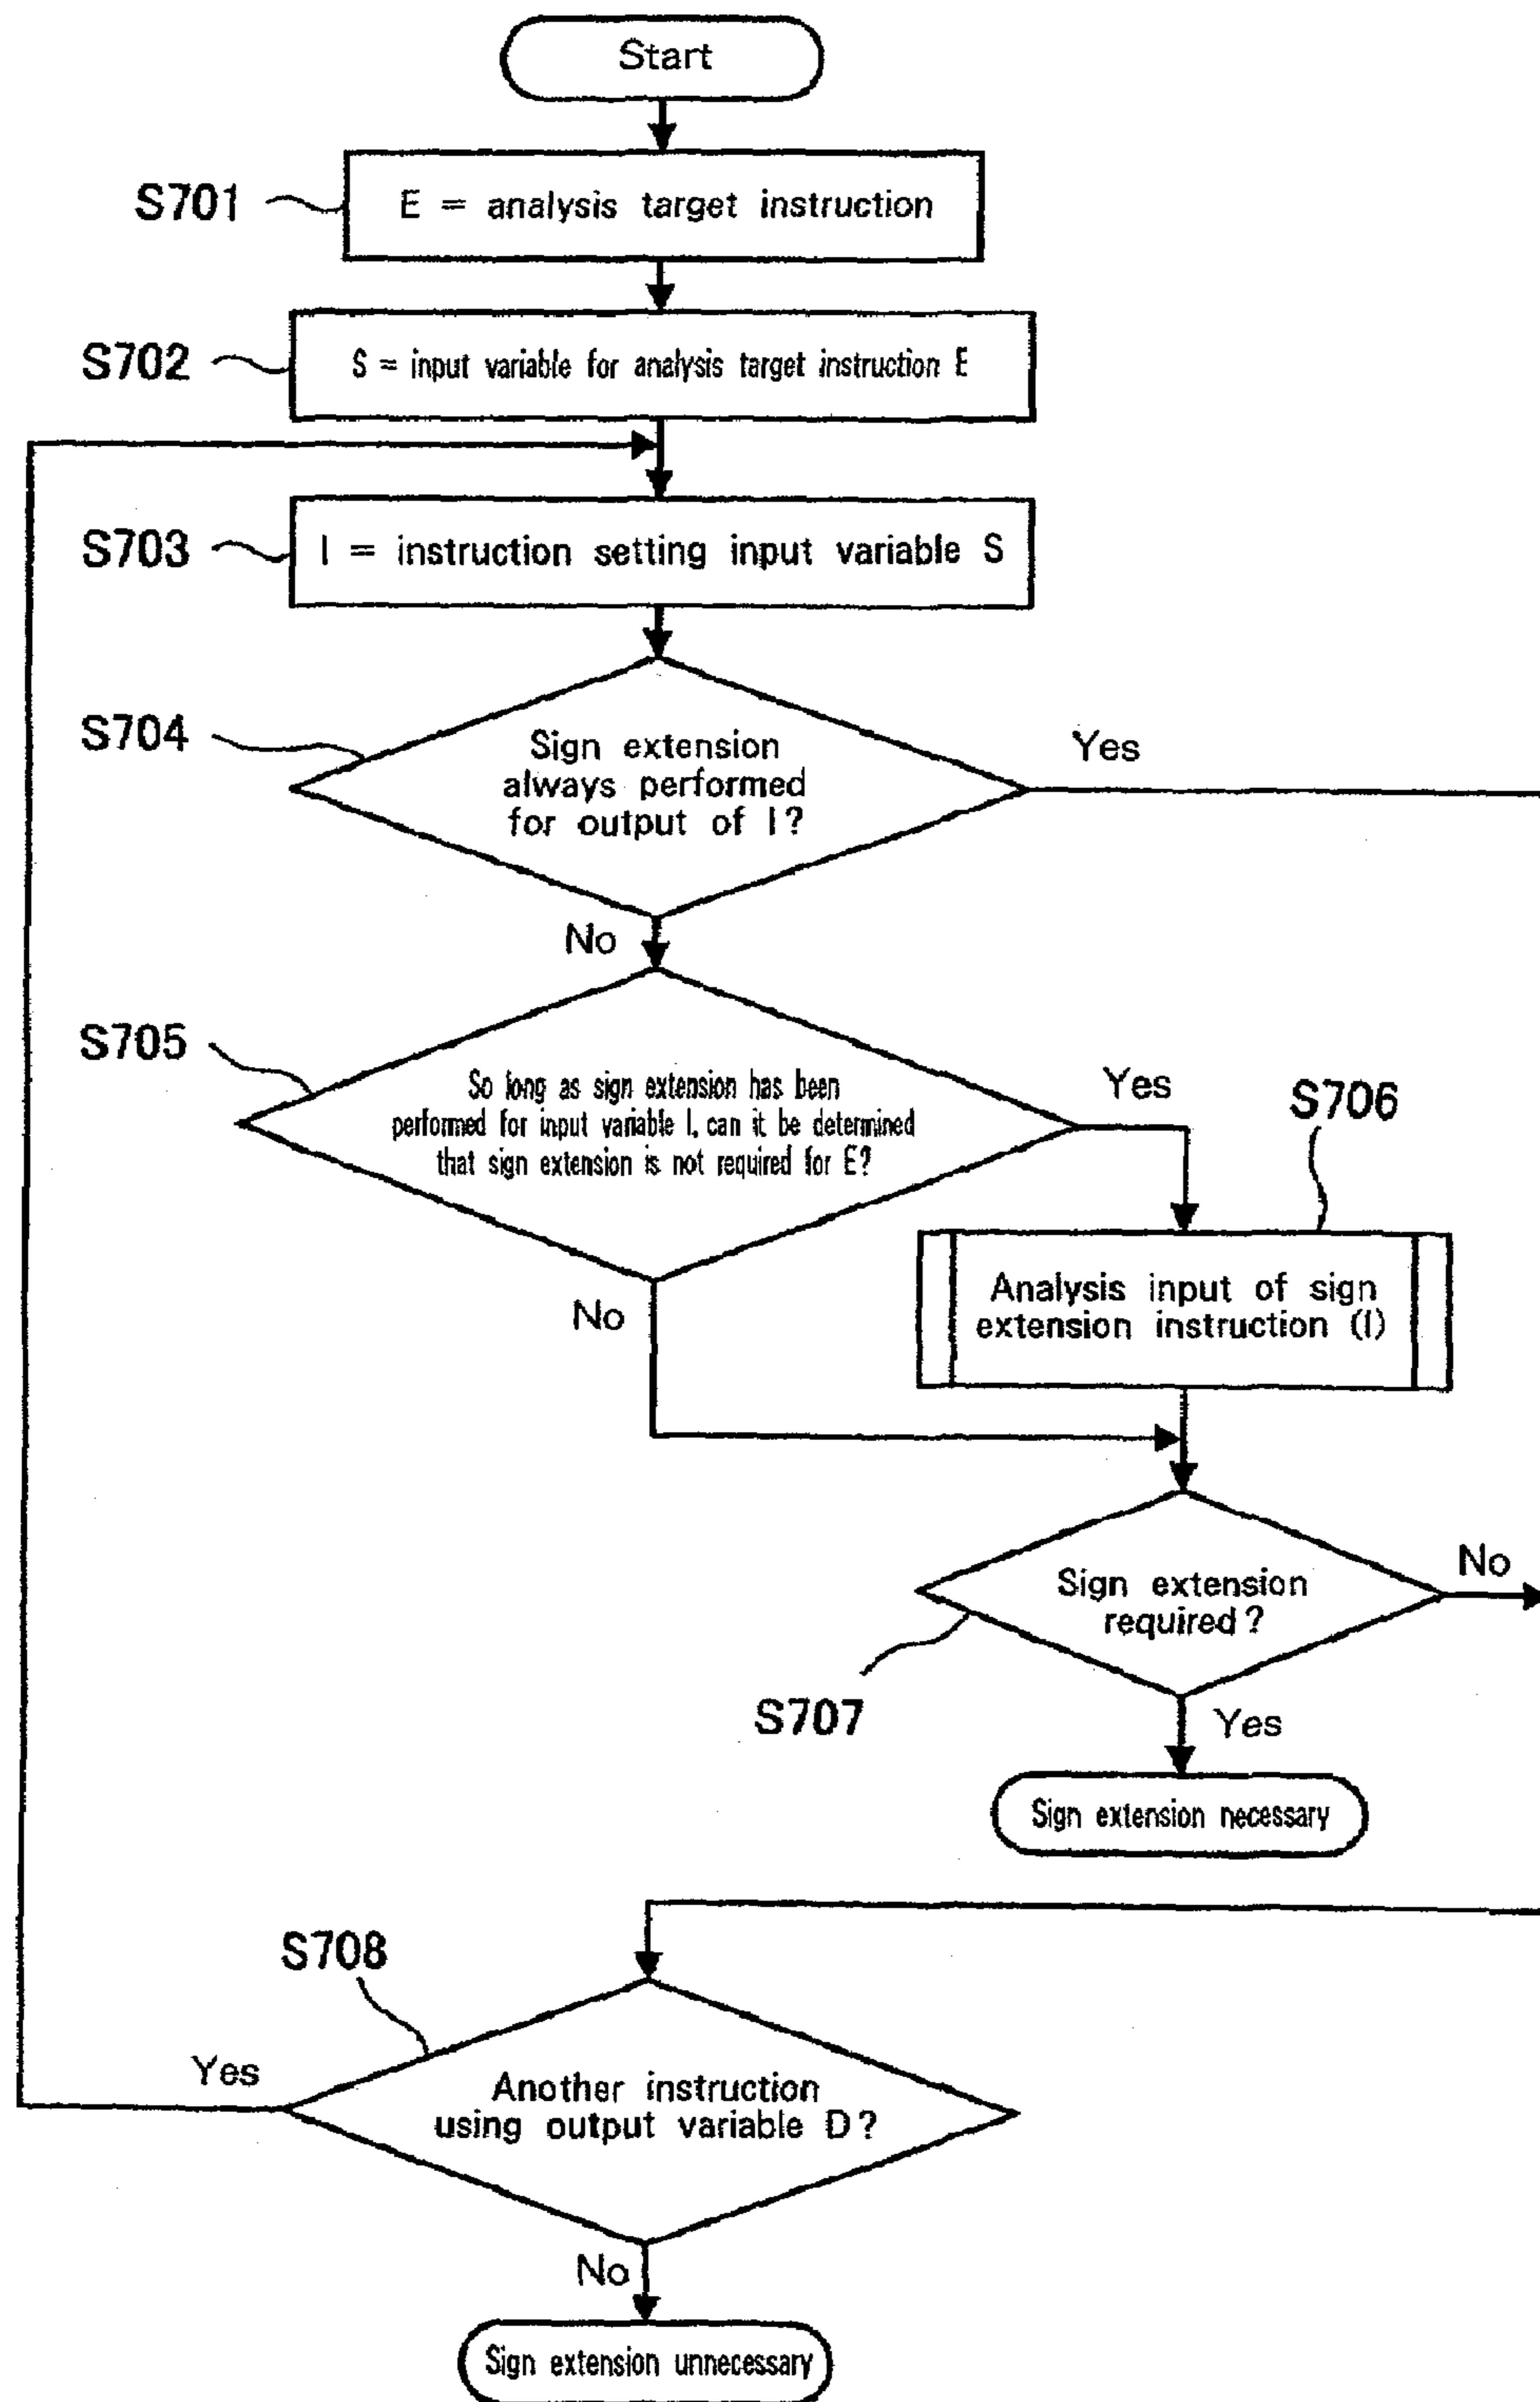 Start
S701
E = analysis target instruction
S702
S = input variable for analysis target instruction E
S703
I = instruction setting input variable S
S704
Sign extension
always performed
for output of I?
Yes
No
S705
So long as sign extension has been
performed for input variable I, can it be determined
that sign extension is not required for E?
Yes
S706
No
Analysis input of sign
extension instruction (I)
Sign extension
required?
No
S707
Yes
Sign extension necessary
S708
Yes
Another instruction
using output variable D?
No
Sign extension unnecessary